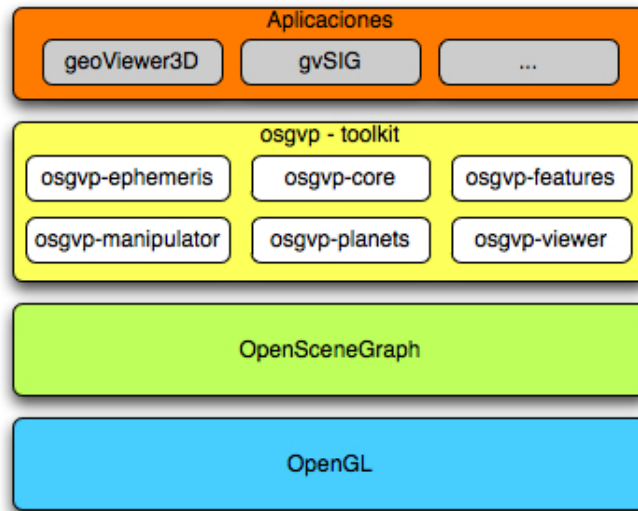 Aplicaciones
geoViewer3D gvSIG ...
osgvp - toolkit
osgvp-ephemeris osgvp-core osgvp-features
osgvp-manipulator osgvp-planets osgvp-viewer
OpenSceneGraph
OpenGL